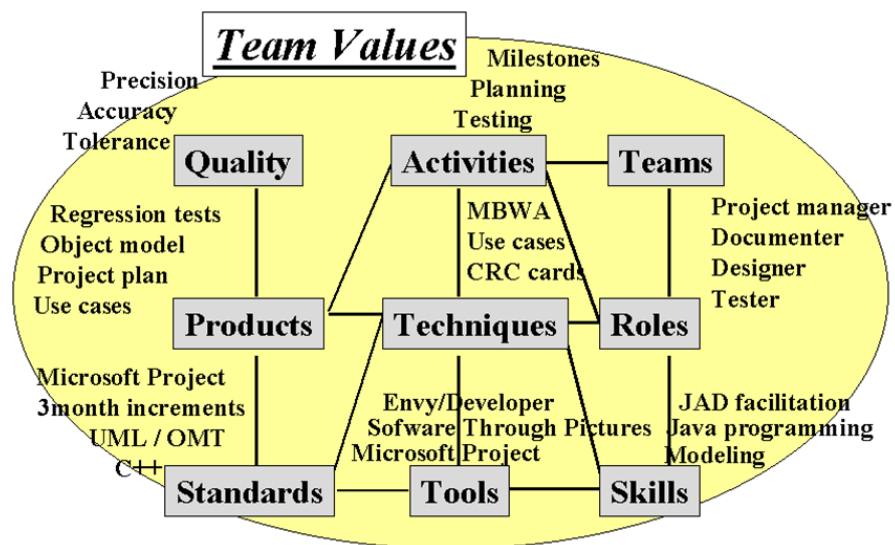 Team Values
Precision
Accuracy
Tolerance
Milestones
Planning
Testing
Quality
Activities
Teams
Regression tests
Object model
Project plan
Use cases
MBWA
Use cases
CRC cards
Project manager
Documenter
Designer
Tester
Products
Techniques
Roles
Microsoft Project
3month increments
UML / OMT
C++
Envy/Developer
Sofware Through Pictures
Microsoft Project
JAD facilitation
Java programming
Modeling
Standards
Tools
Skills